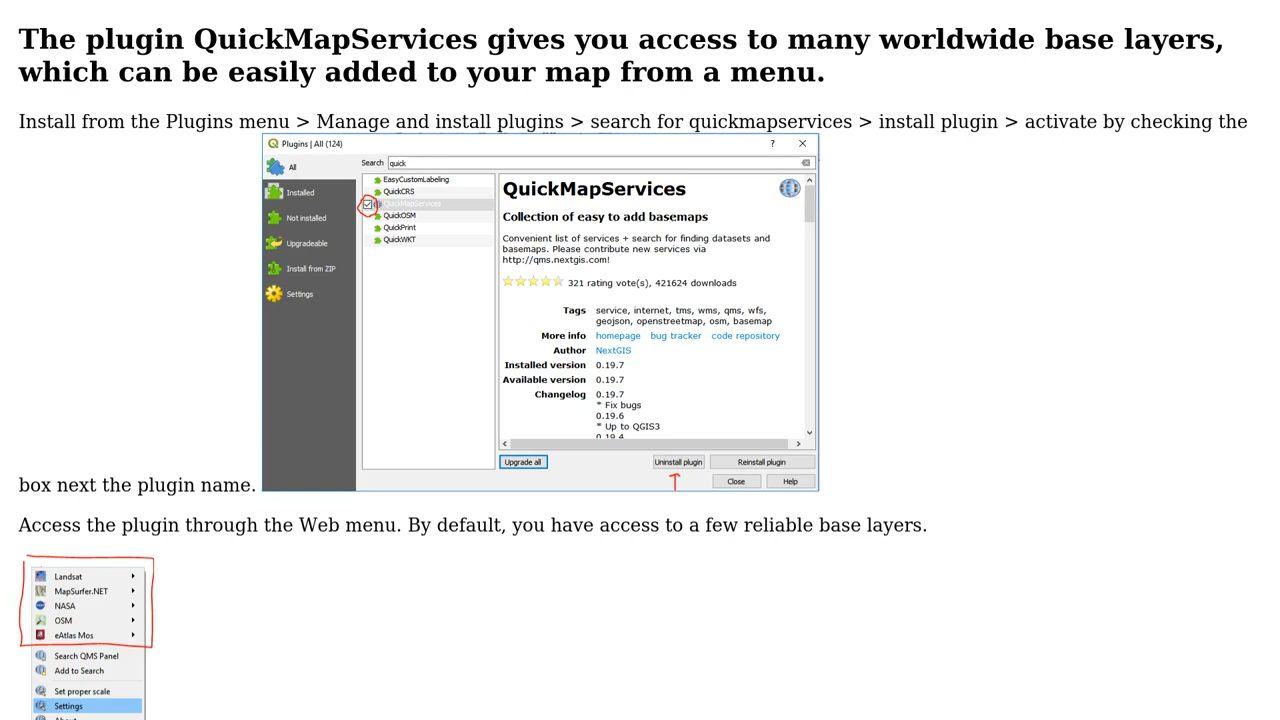 The plugin QuickMapServices gives you access to many worldwide base layers,
which can be easily added to your map from a menu.
Install from the Plugins menu > Manage and install plugins > search for quickmapservices > install plugin > activate by checking the
Plugins | All (124)
All
Installed
Not installed
Upgradeable
Install from ZIP
Settings
Search quick
EasyCustomLabeling
QuickCRS
QuickMapServices
QuickOSM
QuickPrint
QuickWKT
QuickMapServices
Collection of easy to add basemaps
Convenient list of services + search for finding datasets and
basemaps. Please contribute new services via
http://qms.nextgis.com!
321 rating vote(s), 421624 downloads
Tags service, internet, tms, wms, qms, wfs,
geojson, openstreetmap, osm, basemap
More info homepage bug tracker code repository
Author NextGIS
Installed version 0.19.7
Available version 0.19.7
Changelog 0.19.7
* Fix bugs
0.19.6
* Up to QGIS3
0.19.4
Upgrade all Uninstall plugin Reinstall plugin
Close Help
box next the plugin name.
Access the plugin through the Web menu. By default, you have access to a few reliable base layers.
Landsat
MapSurfer.NET
NASA
OSM
eAtlas Mos
Search QMS Panel
Add to Search
Set proper scale
Settings
About